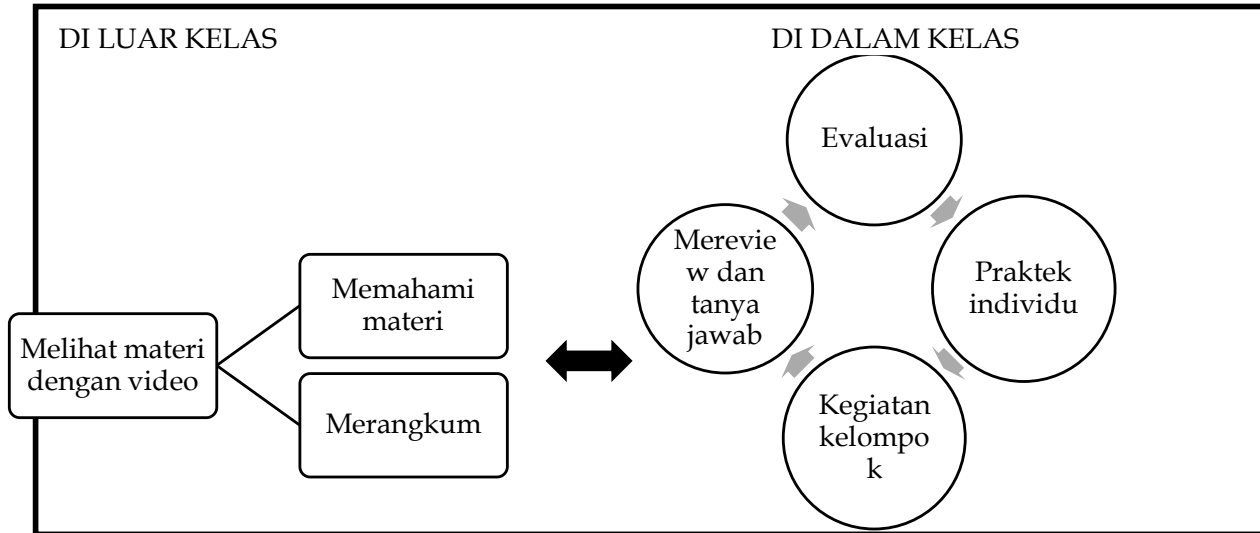 DI LUAR KELAS
DI DALAM KELAS
Melihat materi
dengan video
Memahami
materi
Merangkum
Evaluasi
Praktek
individu
Kegiatan
kelompo
k
Merevie
w dan
tanya
jawab